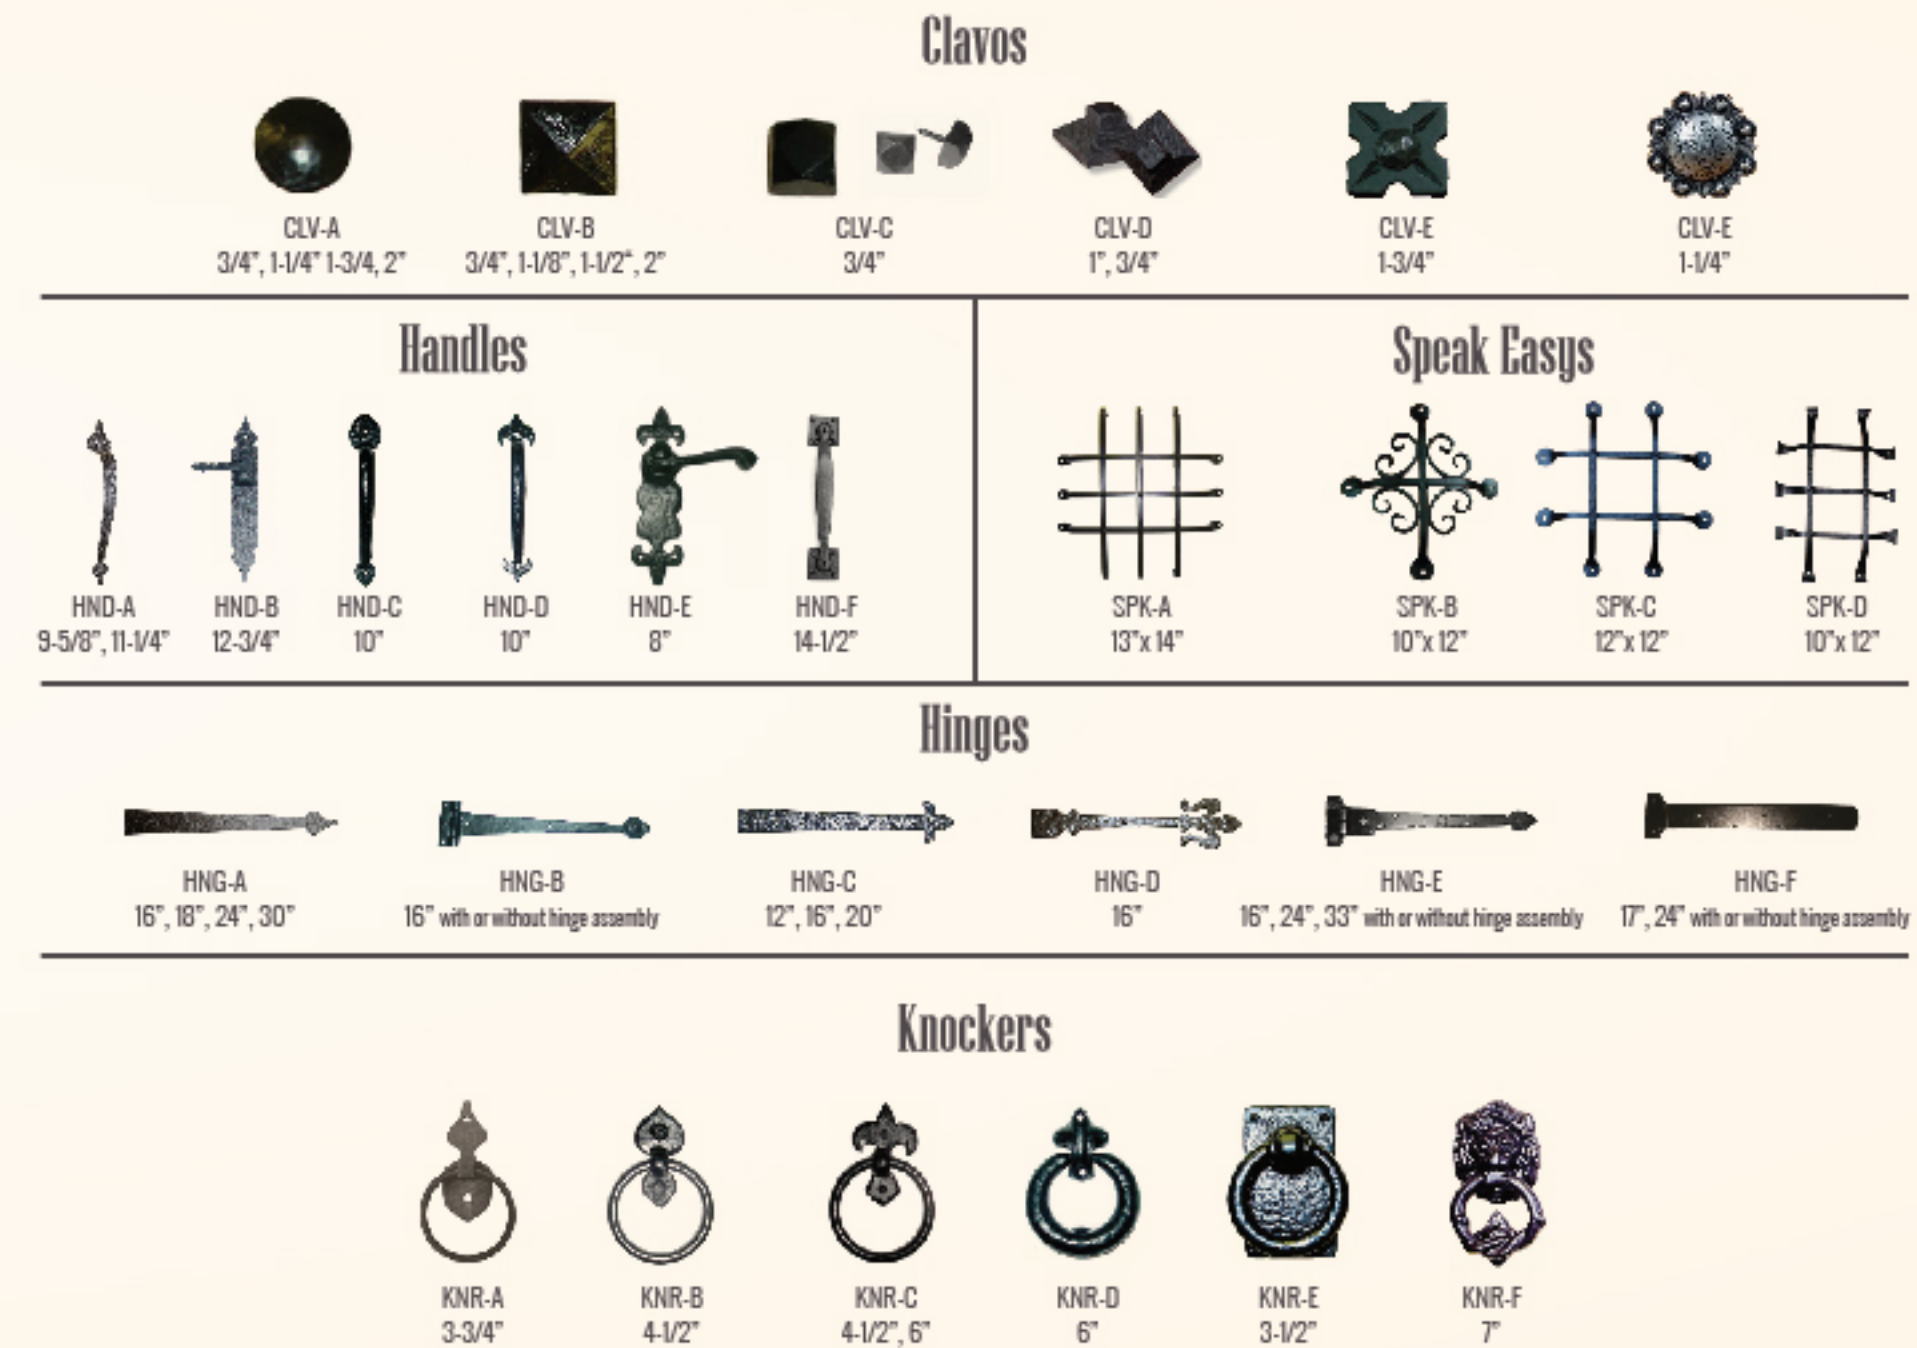 Clavos
CLV-A
3/4”, 1-1/4” 1-3/4, 2”
CLV-B
3/4”, 1-1/8”, 1-1/2“, 2”
CLV-C
3/4”
CLV-D
1”, 3/4”
CLV-E
1-3/4”
CLV-E
1-1/4”
Handles
HND-A
9-5/8”, 11-1/4”
HND-B
12-3/4”
HND-C
10”
HND-D
10”
HND-E
8”
HND-F
14-1/2”
Speak Easys
SPK-A
13”x 14”
SPK-B
10”x 12”
SPK-C
12”x 12”
SPK-D
10”x 12”
Hinges
HNG-A
16”, 18”, 24”, 30”
HNG-B
16” with or without hinge assembly
HNG-C
12”, 16”, 20”
HNG-D
16”
HNG-E
16”, 24”, 33” with or without hinge assembly
HNG-F
17”, 24” with or without hinge assembly
Knockers
KNR-A
3-3/4”
KNR-B
4-1/2”
KNR-C
4-1/2”, 6”
KNR-D
6”
KNR-E
3-1/2”
KNR-F
7”